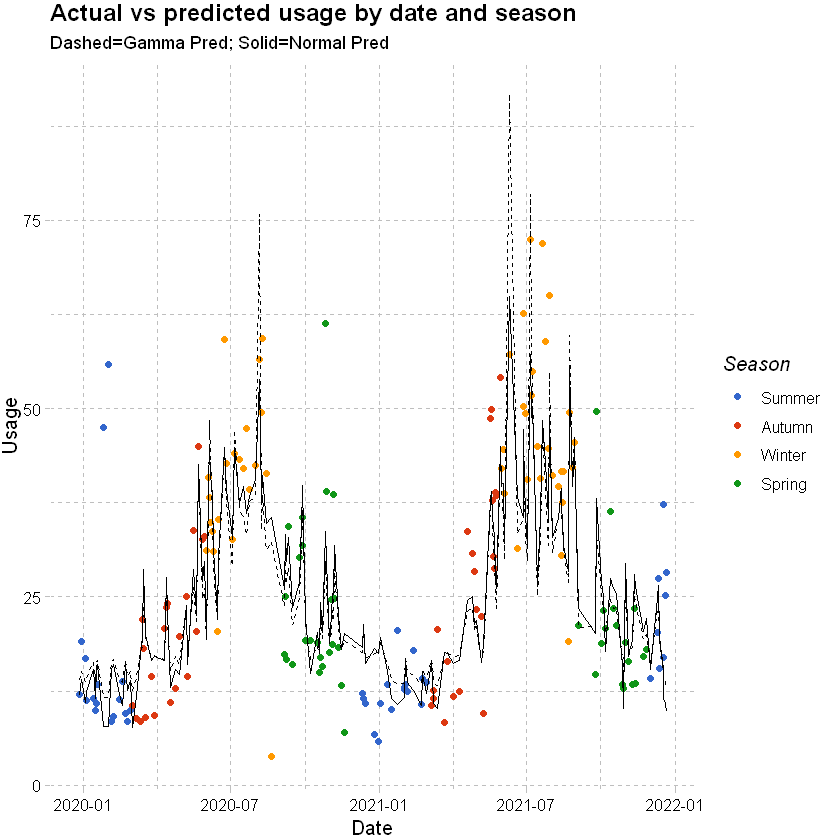 Actual vs predicted usage by date and season
Dashed=Gamma Pred; Solid=Normal Pred
75
50
25
0
Usage
2020-01
2020-07
2021-01
2021-07
2022-01
Date
Season
Summer
Autumn
Winter
Spring